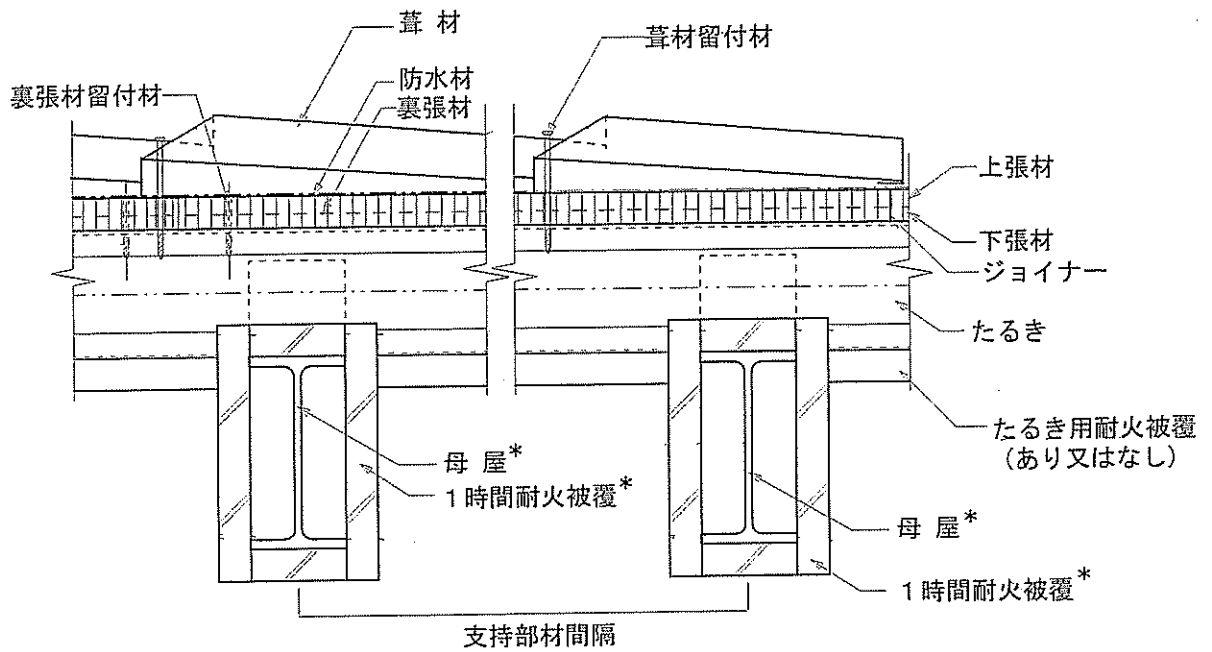 葺 材
葺材留付材
防水材
裏張材留付材
裏張材
上張材
下張材
ジョイナー
たるき
たるき用耐火被覆
（あり又はなし）
母 屋*
１時間耐火被覆*
母 屋*
１時間耐火被覆*
支持部材間隔